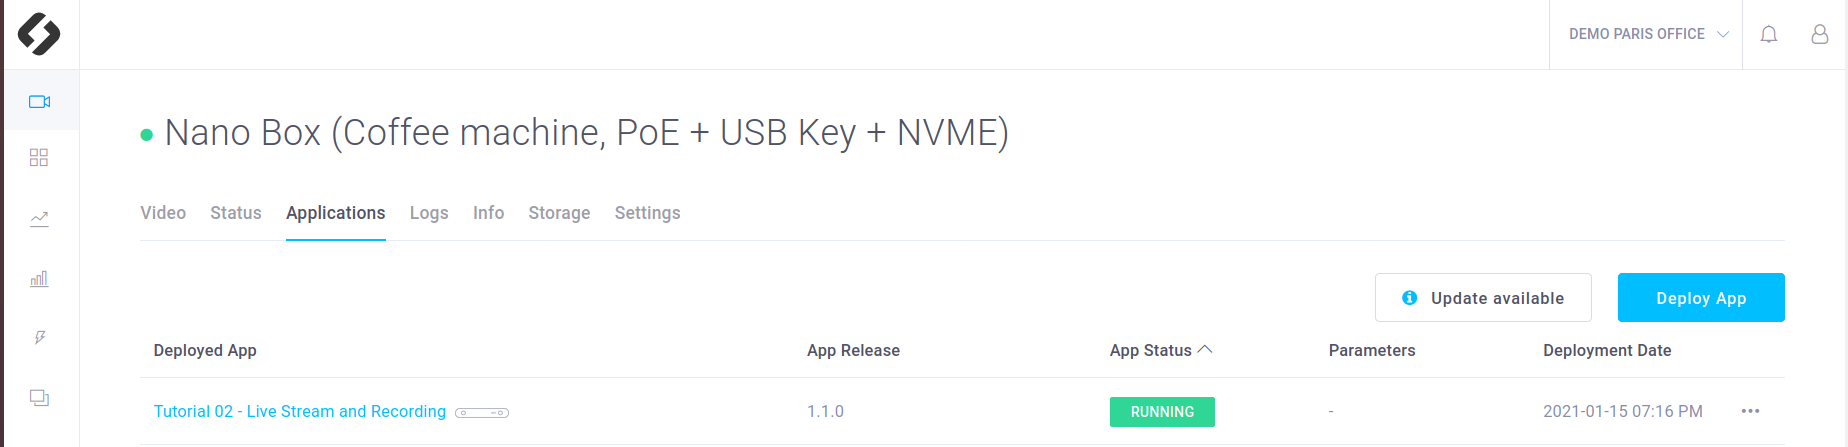 DEMO PARIS OFFICE
Nano Box (Coffee machine, PoE + USB Key + NVME)
Video Status Applications Logs Info Storage Settings
Update available Deploy App
Deployed App App Release App Status Parameters Deployment Date
Tutorial 02 - Live Stream and Recording 1.1.0 RUNNING - 2021-01-15 07:16 PM